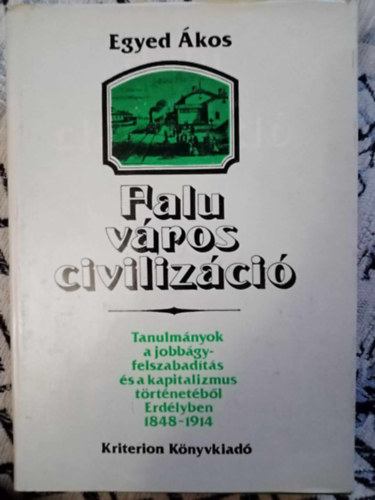 Egyed Ákos
Falu
város
civilizáció
Tanulmányok
a jobbágy-
felszabadítás
és a kapitalizmus
történetéből
Erdélyben
1848-1914
Kriterion Könyvkiadó